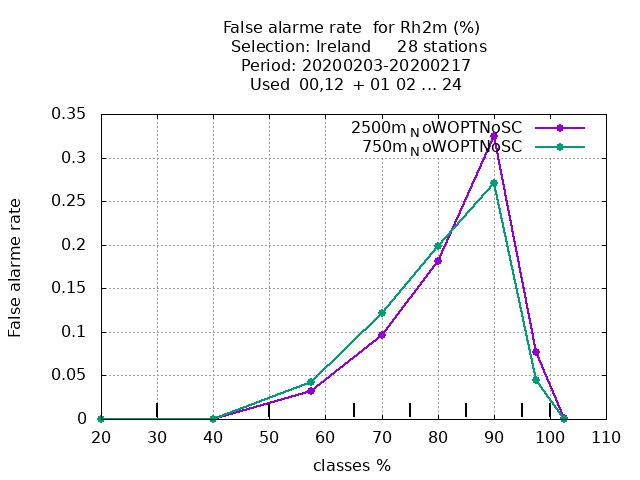 False alarme rate  for Rh2m (%)
Selection: Ireland     28 stations
Period: 20200203-20200217
Used  00,12  + 01 02 ... 24
2500m_NoWOPTNoSC
750m_NoWOPTNoSC
False alarme rate
0.35
0.3
0.25
0.2
0.15
0.1
0.05
0
20 30 40 50 60 70 80 90 100 110
classes %